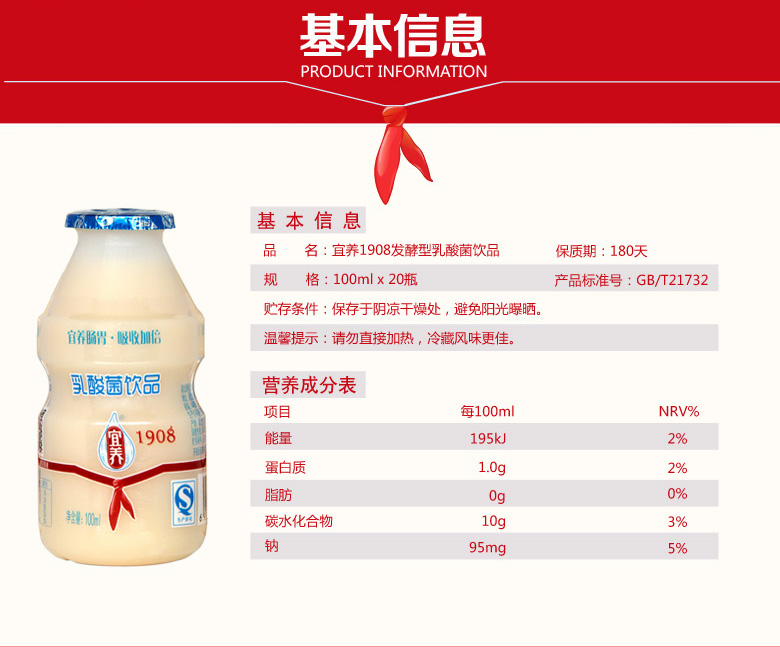 基本信息
PRODUCT INFORMATION
基本信息
品 名：宜养1908发酵型乳酸菌饮品 保质期：180天
规 格：100ml x 20瓶 产品标准号：GB/T21732
贮存条件：保存于阴凉干燥处，避免阳光曝晒。
温馨提示：请勿直接加热，冷藏风味更佳。
营养成分表
项目 每100ml NRV%
能量 195kJ 2%
蛋白质 1.0g 2%
脂肪 0g 0%
碳水化合物 10g 3%
钠 95mg 5%
宜养肠胃·吸收加倍
乳酸菌饮品
宜养 1908
净含量：100ml